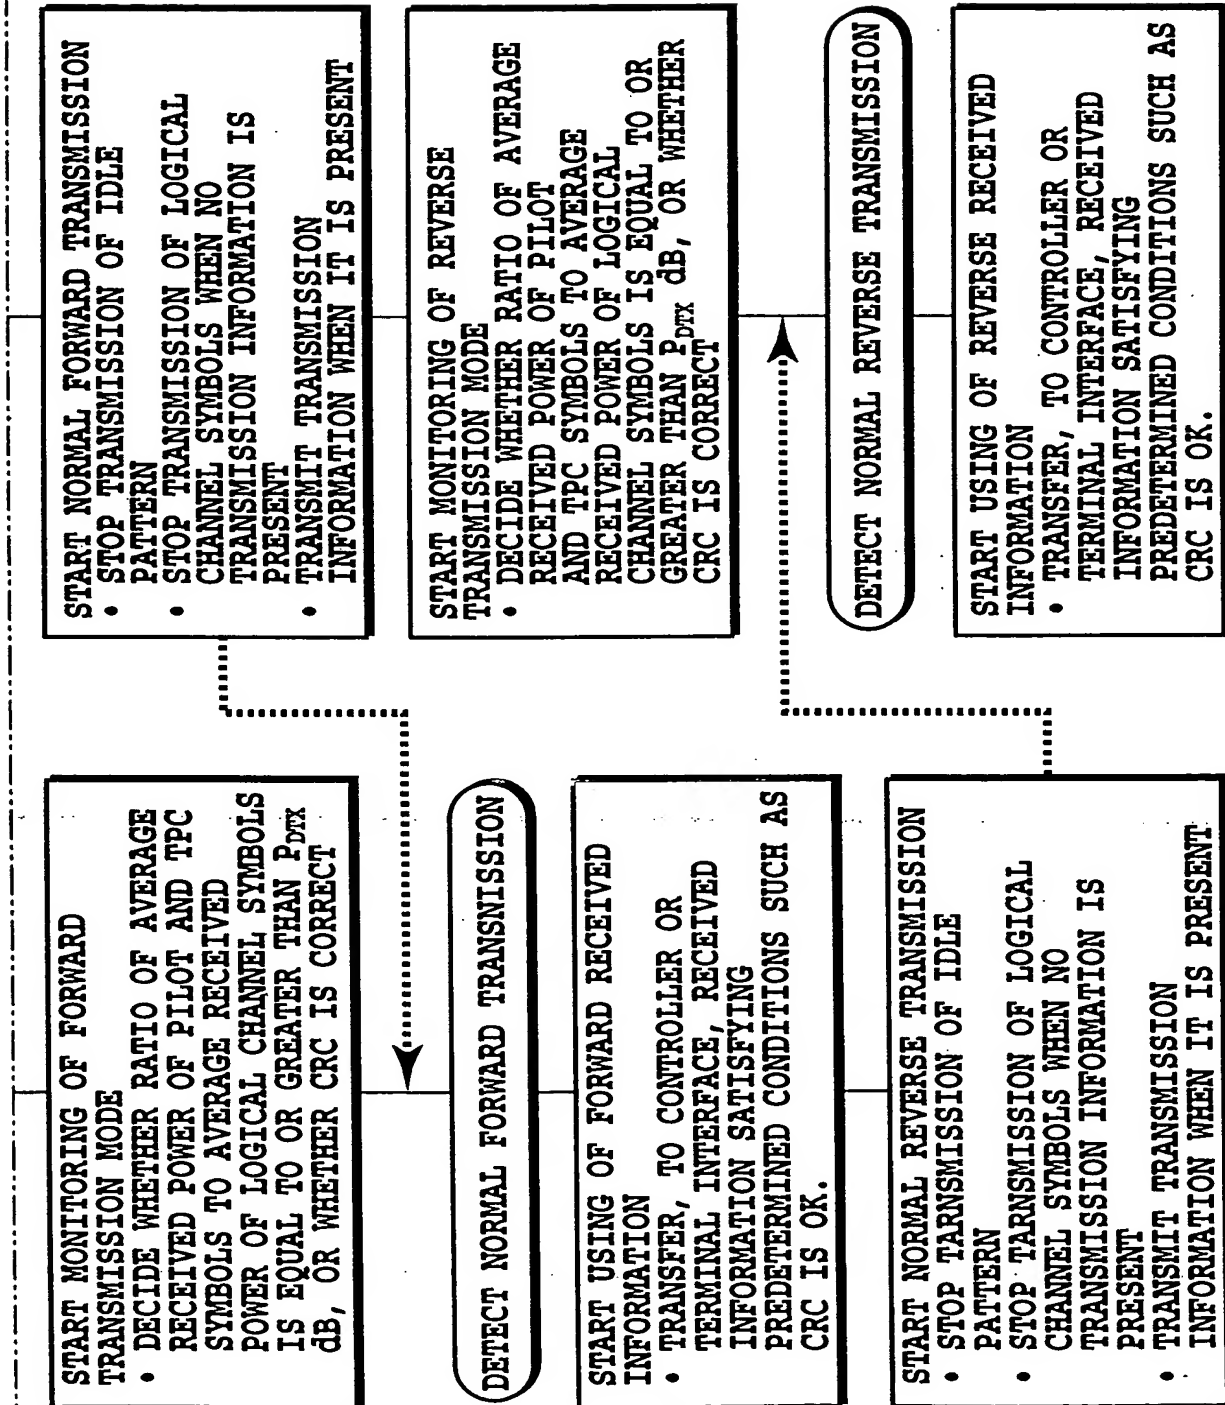 START MONITORING OF FORWARD
TRANSMISSION MODE
• DECIDE WHETHER RATIO OF AVERAGE
RECEIVED POWER OF PILOT AND TPC
SYMBOLS TO AVERAGE RECEIVED
POWER OF LOGICAL CHANNEL SYMBOLS
IS EQUAL TO OR GREATER THAN PDTX
dB, OR WHETHER CRC IS CORRECT
DETECT NORMAL FORWARD TRANSNISSION
START USING OF FORWARD RECEIVED
INFORMATION
• TRANSFER, TO CONTROLLER OR
TERMINAL INTERFACE, RECEIVED
INFORMATION SATISFYING
PREDETERMINED CONDITIONS SUCH AS
CRC IS OK.
START NORMAL REVERSE TRANSMISSION
• STOP TARNSMISSION OF IDLE
PATTERN
• STOP TARNSMISSION OF LOGICAL
CHANNEL SYMBOLS WHEN NO
TRANSMISSION INFORMATION IS
PRESENT
• TRANSMIT TRANSMISSION
INFORMATION WHEN IT IS PRESENT
START NORMAL FORWARD TRANSMISSION
• STOP TRANSMISSION OF IDLE
PATTERN
• STOP TRANSMISSION OF LOGICAL
CHANNEL SYMBOLS WHEN NO
TRANSMISSION INFORMATION IS
PRESENT
• TRANSMIT TRANSMISSION
INFORMATION WHEN IT IS PRESENT
START MONITORING OF REVERSE
TRANSMISSION MODE
• DECIDE WHETHER RATIO OF AVERAGE
RECEIVED POWER OF PILOT
AND TPC SYMBOLS TO AVERAGE
RECEIVED POWER OF LOGICAL
CHANNEL SYMBOLS IS EQUAL TO OR
GREATER THAN PDTX dB, OR WHETHER
CRC IS CORRECT
DETECT NORMAL REVERSE TRANSMISSION
START USING OF REVERSE RECEIVED
INFORMATION
• TRANSFER, TO CONTROLLER OR
TERMINAL INTERFACE, RECEIVED
INFORMATION SATISFYING
PREDETERMINED CONDITIONS SUCH AS
CRC IS OK.